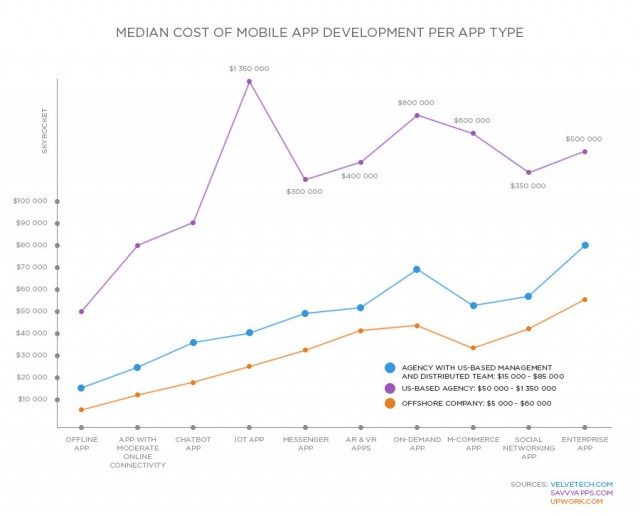 MEDIAN COST OF MOBILE APP DEVELOPMENT PER APP TYPE
$1 350 000
$800 000
$600 000
$500 000
$400 000
$300 000
$350 000
SKYROCKET
$100 000
$90 000
$80 000
$70 000
$60 000
$50 000
$40 000
$30 000
$20 000
$10 000
AGENCY WITH US-BASED MANAGEMENT
AND DISTRIBUTED TEAM: $15 000 - $85 000
US-BASED AGENCY: $50 000 - $1 350 000
OFFSHORE COMPANY: $5 000 - $60 000
OFFLINE
APP
APP WITH
MODERATE
ONLINE
CONNECTIVITY
CHATBOT
APP
IOT APP
MESSENGER
APP
AR & VR
APPS
ON-DEMAND
APP
M-COMMERCE
APP
SOCIAL
NETWORKING
APP
ENTERPRISE
APP
SOURCES: VELVETECH.COM
SAVVYAPPS.COM
UPWORK.COM